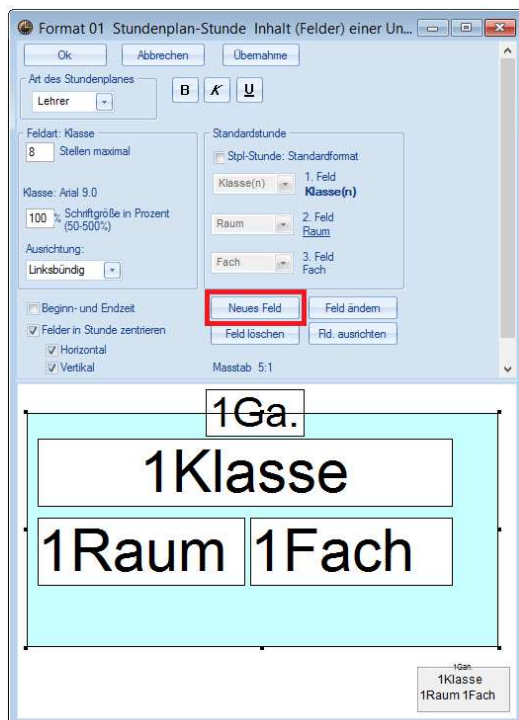 Format 01 Stundenplan-Stunde Inhalt (Felder) einer Un...
Ok Abbrechen Übernahme
Art des Stundenplanes
Lehrer
B K U
Feldart: Klasse
8 Stellen maximal
Klasse: Arial 9.0
100 % Schriftgröße in Prozent
(50-500%)
Ausrichtung:
Linksbündig
Standardstunde
Stpl-Stunde: Standardformat
Klasse(n) 1. Feld
Klasse(n)
Raum 2. Feld
Raum
Fach 3. Feld
Fach
Beginn- und Endzeit
Felder in Stunde zentrieren
Horizontal
Vertikal
Neues Feld Feld ändern
Feld löschen Fld. ausrichten
Masstab 5:1
1Ga.
1Klasse
1Raum 1Fach
1Gan.
1Klasse
1Raum 1Fach